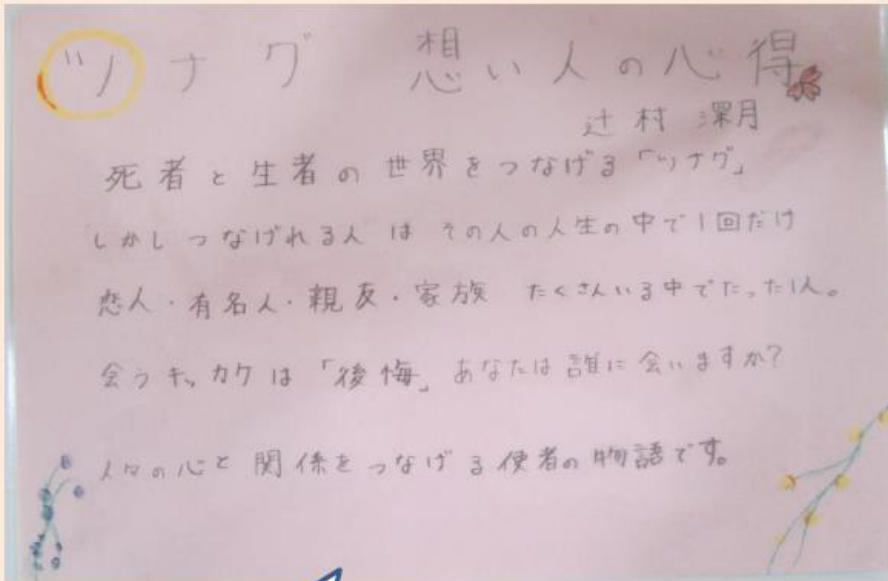 ツナグ 想い人の心得
辻村 深月
死者と生者の世界をつなげる「ツナグ」
しかしつなげれる人は その人の人生の中で1回だけ
恋人・有名人・親友・家族 たくさんいる中でたった1人。
会うキッカケは「後悔」あなたは誰に会いますか?
人々の心と関係をつなげる使者の物語です。